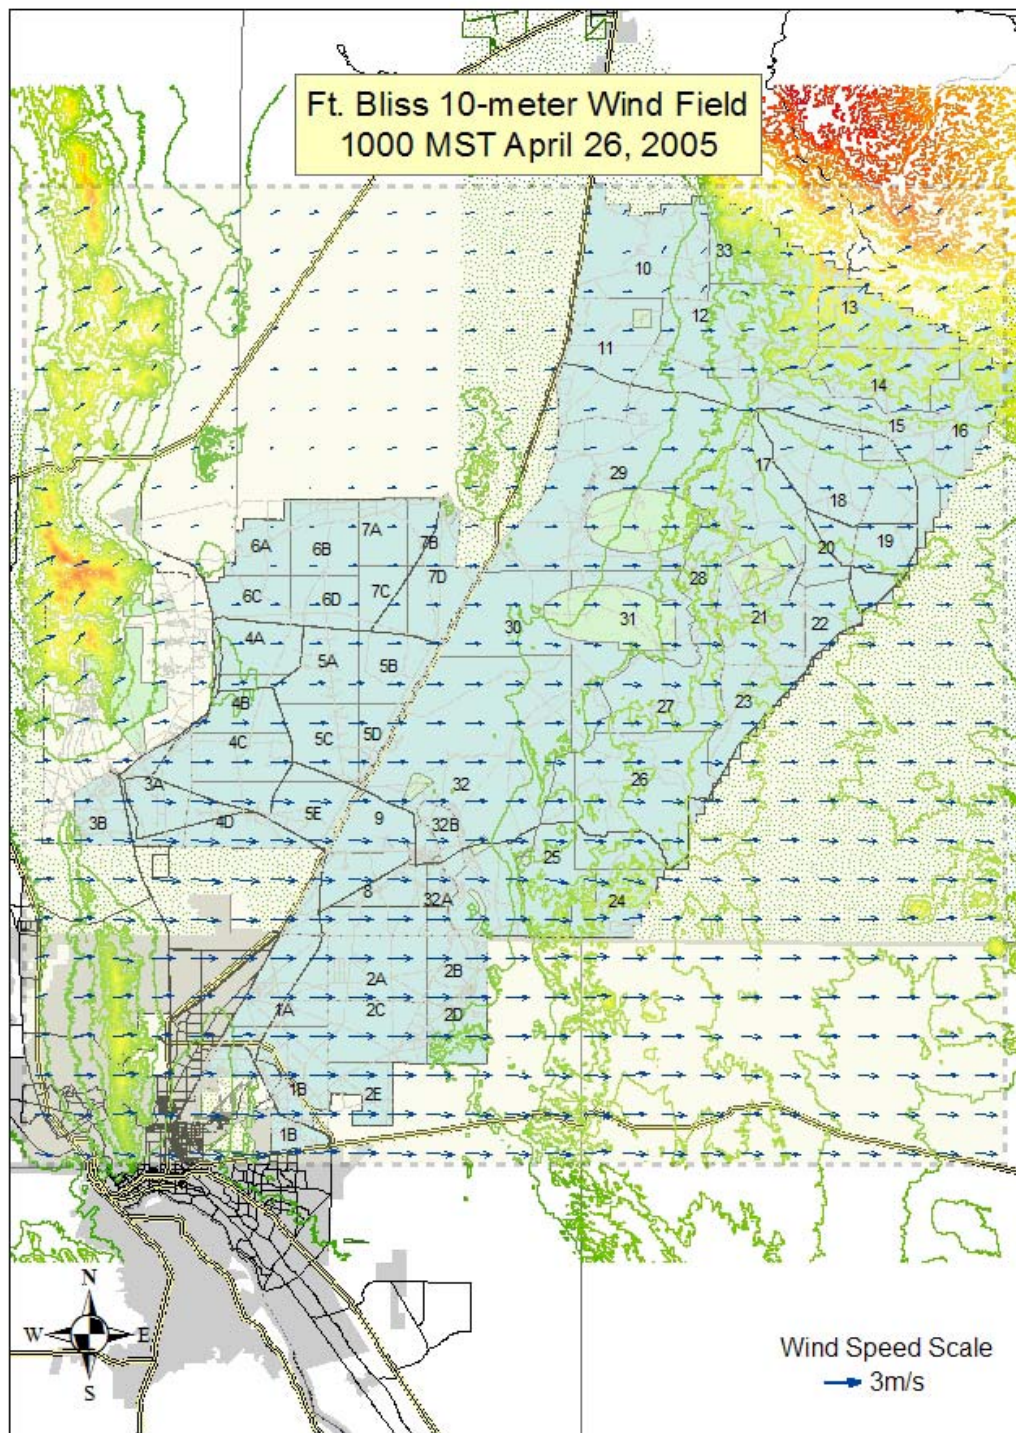 Ft. Bliss 10-meter Wind Field
1000 MST April 26, 2005
33
10
13
12
11
14
15
16
17
29
18
7A
7B
6A
6B
20
19
28
7D
7C
6C
6D
31
21
22
30
4A
5A
5B
4B
27
23
5D
4C
5C
26
3A
32
5E
9
3B
4D
32B
25
8
32A
24
2B
2A
1A
2C
2D
1B
2E
1B
N
W
E
S
Wind Speed Scale
3m/s